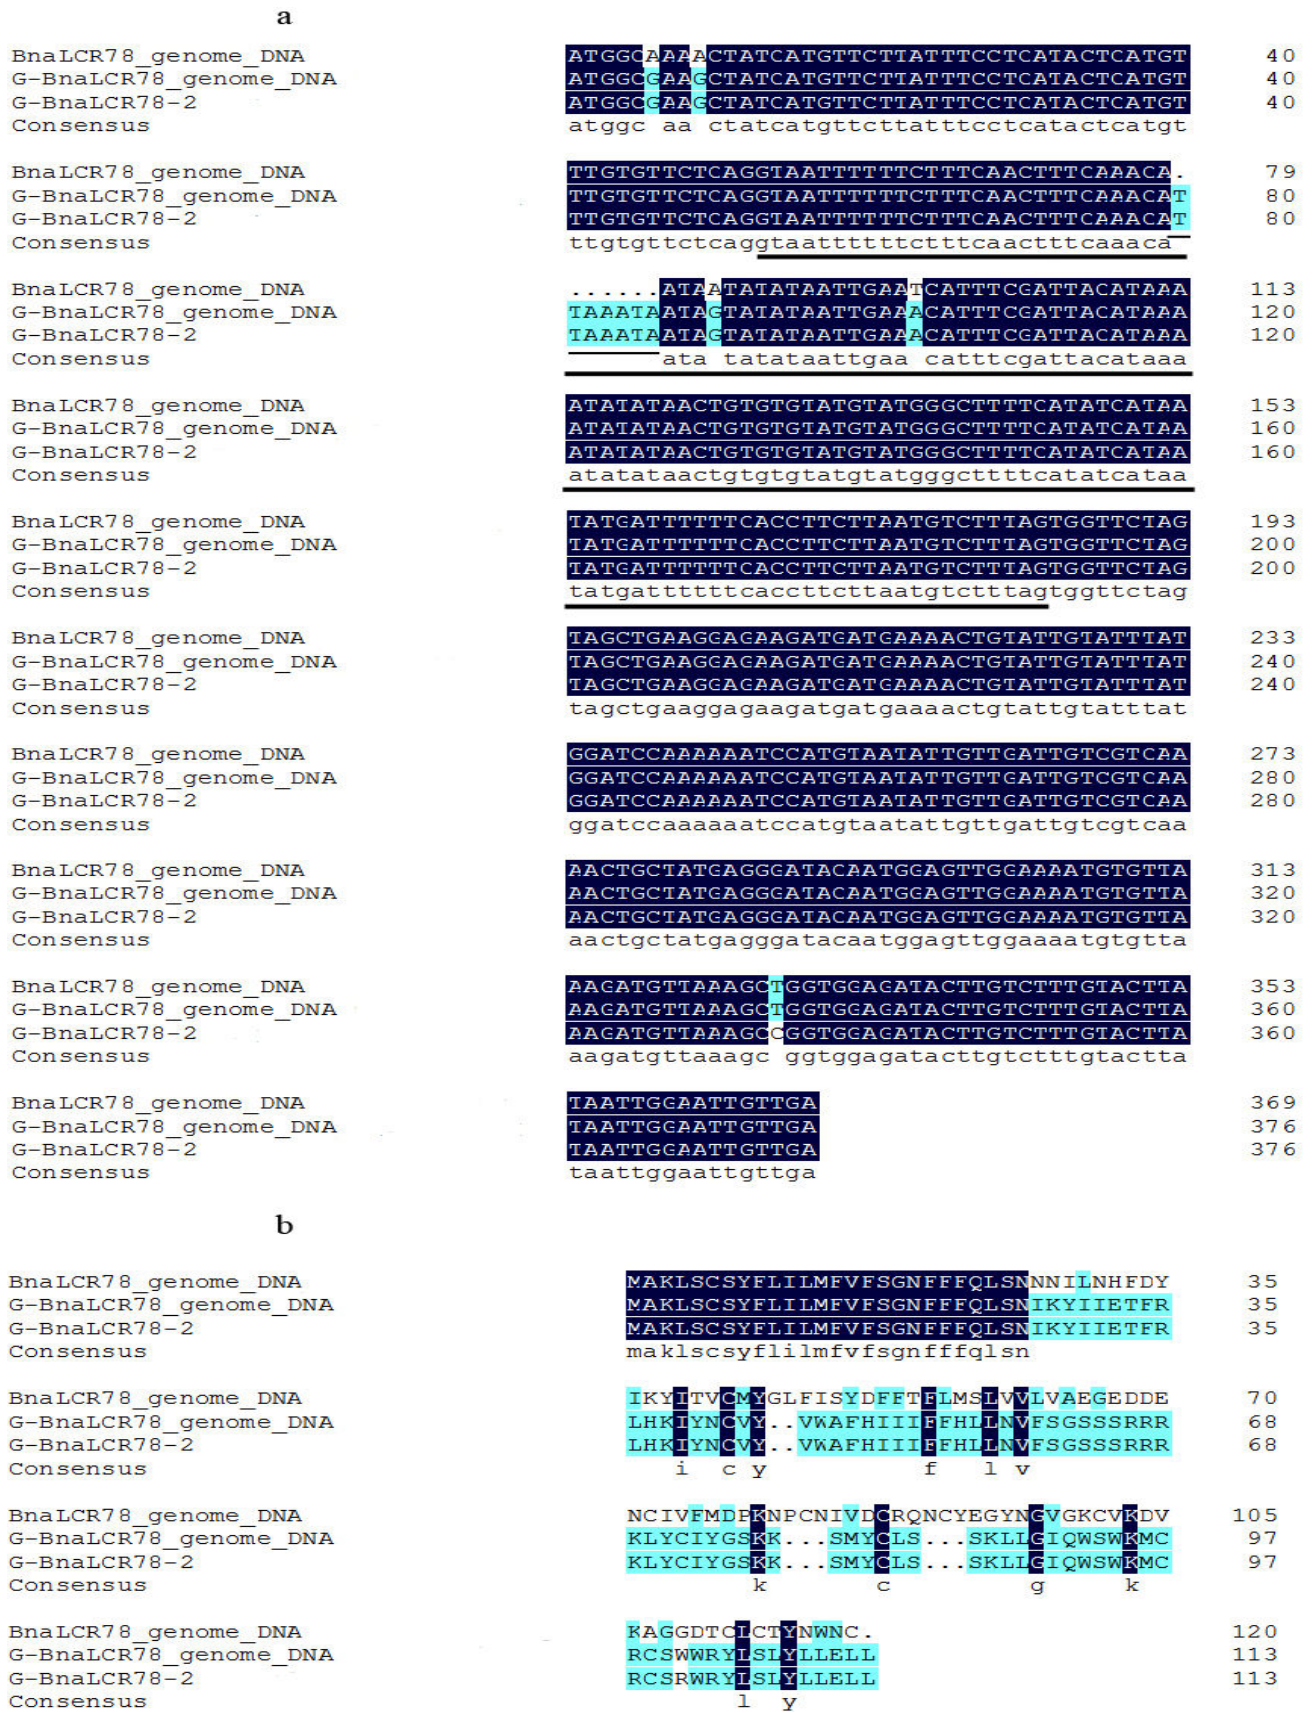 a
BnaLCR78_genome_DNA ATGGCAAAACTATCATGTTCTTATTTCCTCATACTCATGT 40
G-BnaLCR78_genome_DNA ATGGCGAAGCTATCATGTTCTTATTTCCTCATACTCATGT 40
G-BnaLCR78-2 ATGGCGAAGCTATCATGTTCTTATTTCCTCATACTCATGT 40
Consensus atggc aa ctatcatgttcttatttcctcatactcatgt
BnaLCR78_genome_DNA TTGTGTTCTCAGGTAATTTTTTCTTTCAACTTTCAAACA. 79
G-BnaLCR78_genome_DNA TTGTGTTCTCAGGTAATTTTTTCTTTCAACTTTCAAACAT 80
G-BnaLCR78-2 TTGTGTTCTCAGGTAATTTTTTCTTTCAACTTTCAAACAT 80
Consensus ttgtgttctcaggtaattttttctttcaactttcaaaca
BnaLCR78_genome_DNA ......ATAATATATAATTGAATCATTTCGATTACATAAA 113
G-BnaLCR78_genome_DNA TAAATAATAGTATATAATTGAAACATTTCGATTACATAAA 120
G-BnaLCR78-2 TAAATAATAGTATATAATTGAAACATTTCGATTACATAAA 120
Consensus ata tatataattgaa catttcgattacataaa
BnaLCR78_genome_DNA ATATATAACTGTGTGTATGTATGGGCTTTTCATATCATAA 153
G-BnaLCR78_genome_DNA ATATATAACTGTGTGTATGTATGGGCTTTTCATATCATAA 160
G-BnaLCR78-2 ATATATAACTGTGTGTATGTATGGGCTTTTCATATCATAA 160
Consensus atatataactgtgtgtatgtatgggcttttcatatcataa
BnaLCR78_genome_DNA TATGATTTTTTCACCTTCTTAATGTCTTTAGTGGTTCTAG 193
G-BnaLCR78_genome_DNA TATGATTTTTTCACCTTCTTAATGTCTTTAGTGGTTCTAG 200
G-BnaLCR78-2 TATGATTTTTTCACCTTCTTAATGTCTTTAGTGGTTCTAG 200
Consensus tatgattttttcaccttcttaatgtctttagtggttctag
BnaLCR78_genome_DNA TAGCTGAAGGAGAAGATGATGAAAACTGTATTGTATTTAT 233
G-BnaLCR78_genome_DNA TAGCTGAAGGAGAAGATGATGAAAACTGTATTGTATTTAT 240
G-BnaLCR78-2 TAGCTGAAGGAGAAGATGATGAAAACTGTATTGTATTTAT 240
Consensus tagctgaaggagaagatgatgaaaactgtattgtatttat
BnaLCR78_genome_DNA GGATCCAAAAAATCCATGTAATATTGTTGATTGTCGTCAA 273
G-BnaLCR78_genome_DNA GGATCCAAAAAATCCATGTAATATTGTTGATTGTCGTCAA 280
G-BnaLCR78-2 GGATCCAAAAAATCCATGTAATATTGTTGATTGTCGTCAA 280
Consensus ggatccaaaaaatccatgtaatattgttgattgtcgtcaa
BnaLCR78_genome_DNA AACTGCTATGAGGGATACAATGGAGTTGGAAAATGTGTTA 313
G-BnaLCR78_genome_DNA AACTGCTATGAGGGATACAATGGAGTTGGAAAATGTGTTA 320
G-BnaLCR78-2 AACTGCTATGAGGGATACAATGGAGTTGGAAAATGTGTTA 320
Consensus aactgctatgagggatacaatggagttggaaaatgtgtta
BnaLCR78_genome_DNA AAGATGTTAAAGCTGGTGGAGATACTTGTCTTTGTACTTA 353
G-BnaLCR78_genome_DNA AAGATGTTAAAGCTGGTGGAGATACTTGTCTTTGTACTTA 360
G-BnaLCR78-2 AAGATGTTAAAGCCGGTGGAGATACTTGTCTTTGTACTTA 360
Consensus aagatgttaaagc ggtggagatacttgtctttgtactta
BnaLCR78_genome_DNA TAATTGGAATTGTTGA 369
G-BnaLCR78_genome_DNA TAATTGGAATTGTTGA 376
G-BnaLCR78-2 TAATTGGAATTGTTGA 376
Consensus taattggaattgttga
b
BnaLCR78_genome_DNA MAKLSCSYFLILMFVFSGNFFFQLSNNNILNHFDY 35
G-BnaLCR78_genome_DNA MAKLSCSYFLILMFVFSGNFFFQLSNIKYIIETFR 35
G-BnaLCR78-2 MAKLSCSYFLILMFVFSGNFFFQLSNIKYIIETFR 35
Consensus maklscsyflilmfvfsgnfffqlsn
BnaLCR78_genome_DNA IKYITVCMYGLFISYDFFTFLMSLVVLVAEGEDDE 70
G-BnaLCR78_genome_DNA LHKIYNCVY..VWAFHIIIFFHLLNVFSGSSSRRR 68
G-BnaLCR78-2 LHKIYNCVY..VWAFHIIIFFHLLNVFSGSSSRRR 68
Consensus i c y f l v
BnaLCR78_genome_DNA NCIVFMDPKNPCNIVDCRQNCYEGYNGVGKCVKDV 105
G-BnaLCR78_genome_DNA KLYCIYGSKK...SMYCLS...SKLLGIQWSWKMC 97
G-BnaLCR78-2 KLYCIYGSKK...SMYCLS...SKLLGIQWSWKMC 97
Consensus k c g k
BnaLCR78_genome_DNA KAGGDTCLCTYNWNC. 120
G-BnaLCR78_genome_DNA RCSWWRYLSLYLLELL 113
G-BnaLCR78-2 RCSRWRYLSLYLLELL 113
Consensus l y